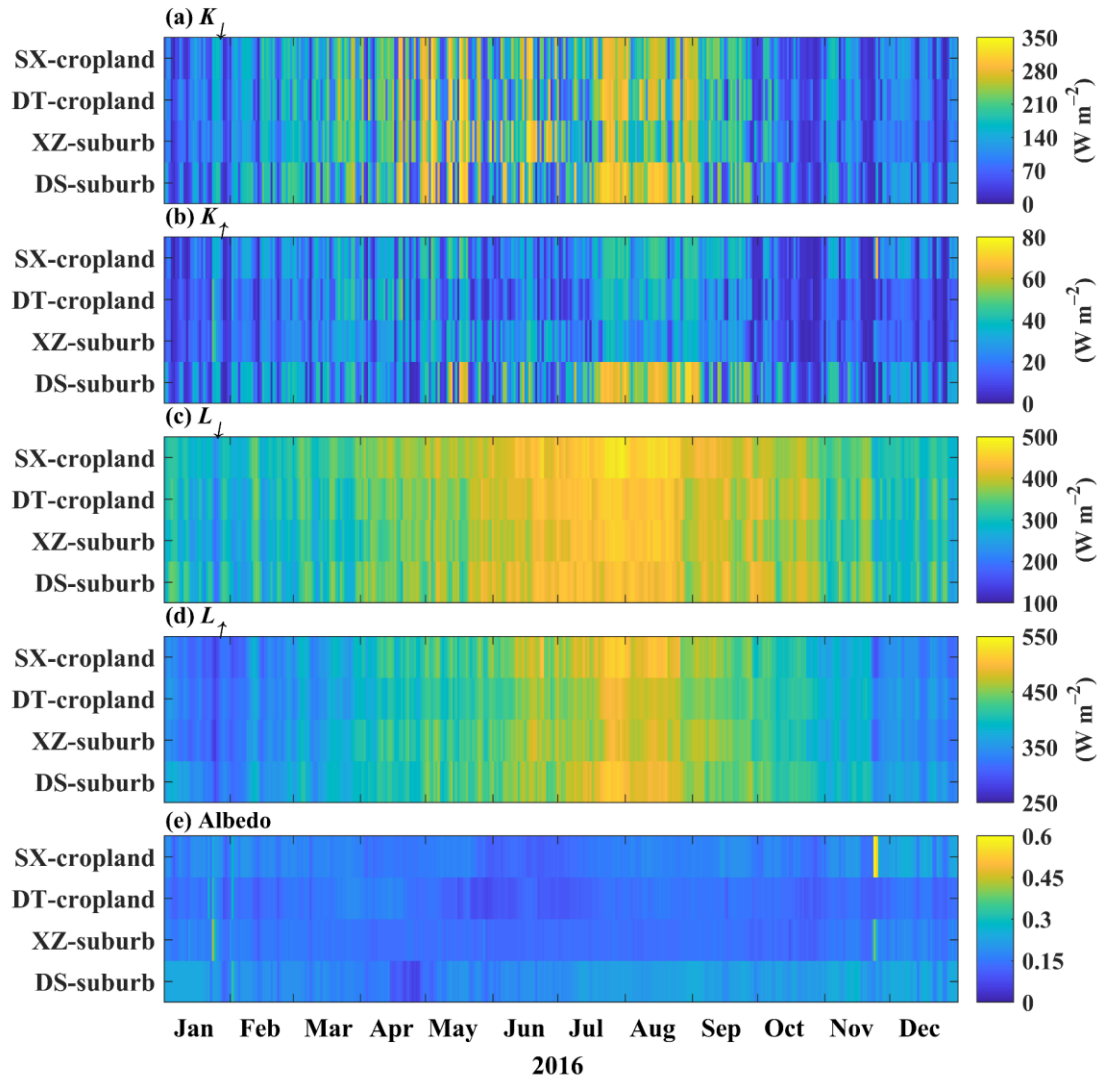 (a) K↓
SX-cropland
DT-cropland
XZ-suburb
DS-suburb
350
280
210
140
70
0
(W m⁻²)
(b) K↑
SX-cropland
DT-cropland
XZ-suburb
DS-suburb
80
60
40
20
0
(W m⁻²)
(c) L↓
SX-cropland
DT-cropland
XZ-suburb
DS-suburb
500
400
300
200
100
(W m⁻²)
(d) L↑
SX-cropland
DT-cropland
XZ-suburb
DS-suburb
550
450
350
250
(W m⁻²)
(e) Albedo
SX-cropland
DT-cropland
XZ-suburb
DS-suburb
0.6
0.45
0.3
0.15
0
Jan Feb Mar Apr May Jun Jul Aug Sep Oct Nov Dec
2016